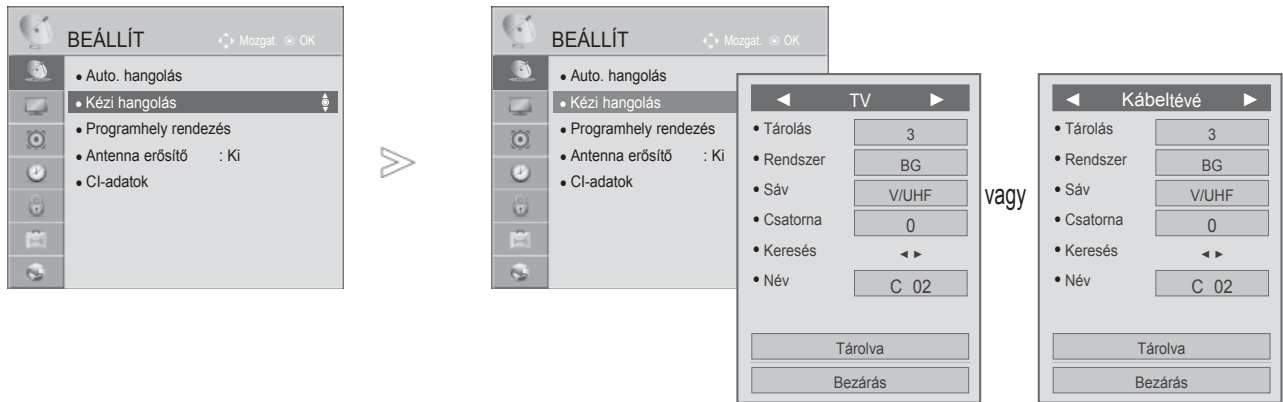 BEÁLLÍT Mozgat. OK
• Auto. hangolás
• Kézi hangolás
• Programhely rendezés
• Antenna erősítő : Ki
• CI-adatok
BEÁLLÍT Mozgat. OK
• Auto. hangolás
• Kézi hangolás
• Programhely rendezés
• Antenna erősítő : Ki
• CI-adatok
◄ TV ►
• Tárolás 3
• Rendszer BG
• Sáv V/UHF
• Csatorna 0
• Keresés ◄ ►
• Név C 02
Tárolva
Bezárás
vagy
◄ Kábeltévé ►
• Tárolás 3
• Rendszer BG
• Sáv V/UHF
• Csatorna 0
• Keresés ◄ ►
• Név C 02
Tárolva
Bezárás